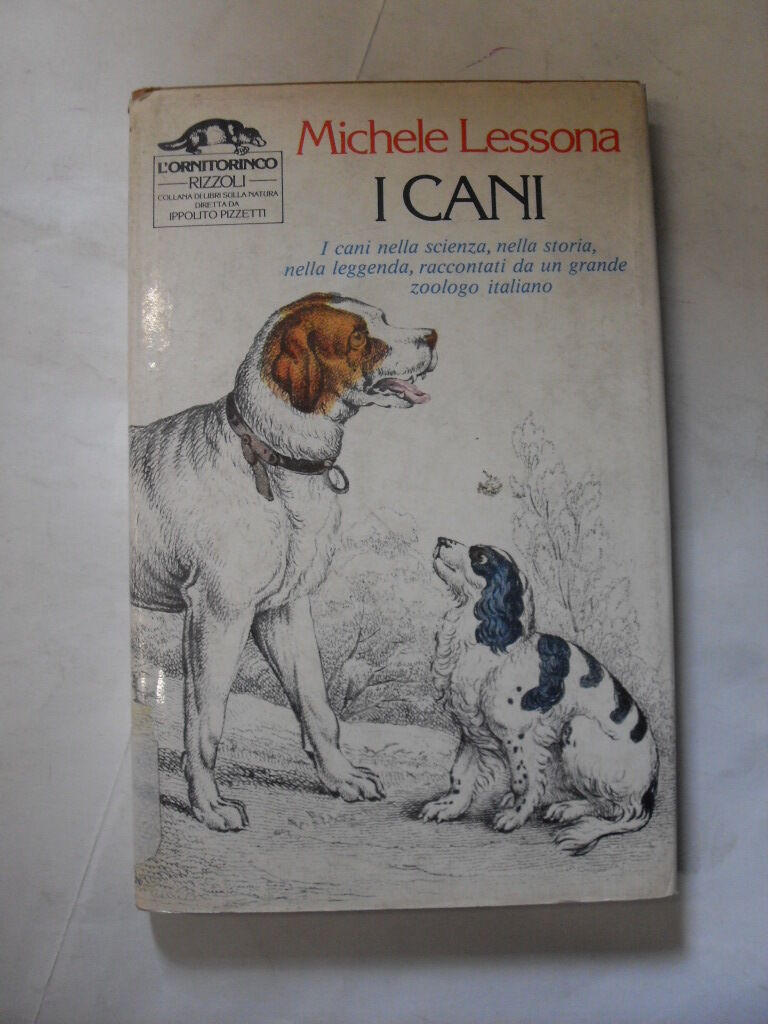 L'ORNITORINCO
RIZZOLI
COLLANA DI LIBRI SULLA NATURA
DIRETTA DA
IPPOLITO PIZZETTI
Michele Lessona
I CANI
I cani nella scienza, nella storia,
nella leggenda, raccontati da un grande
zoologo italiano